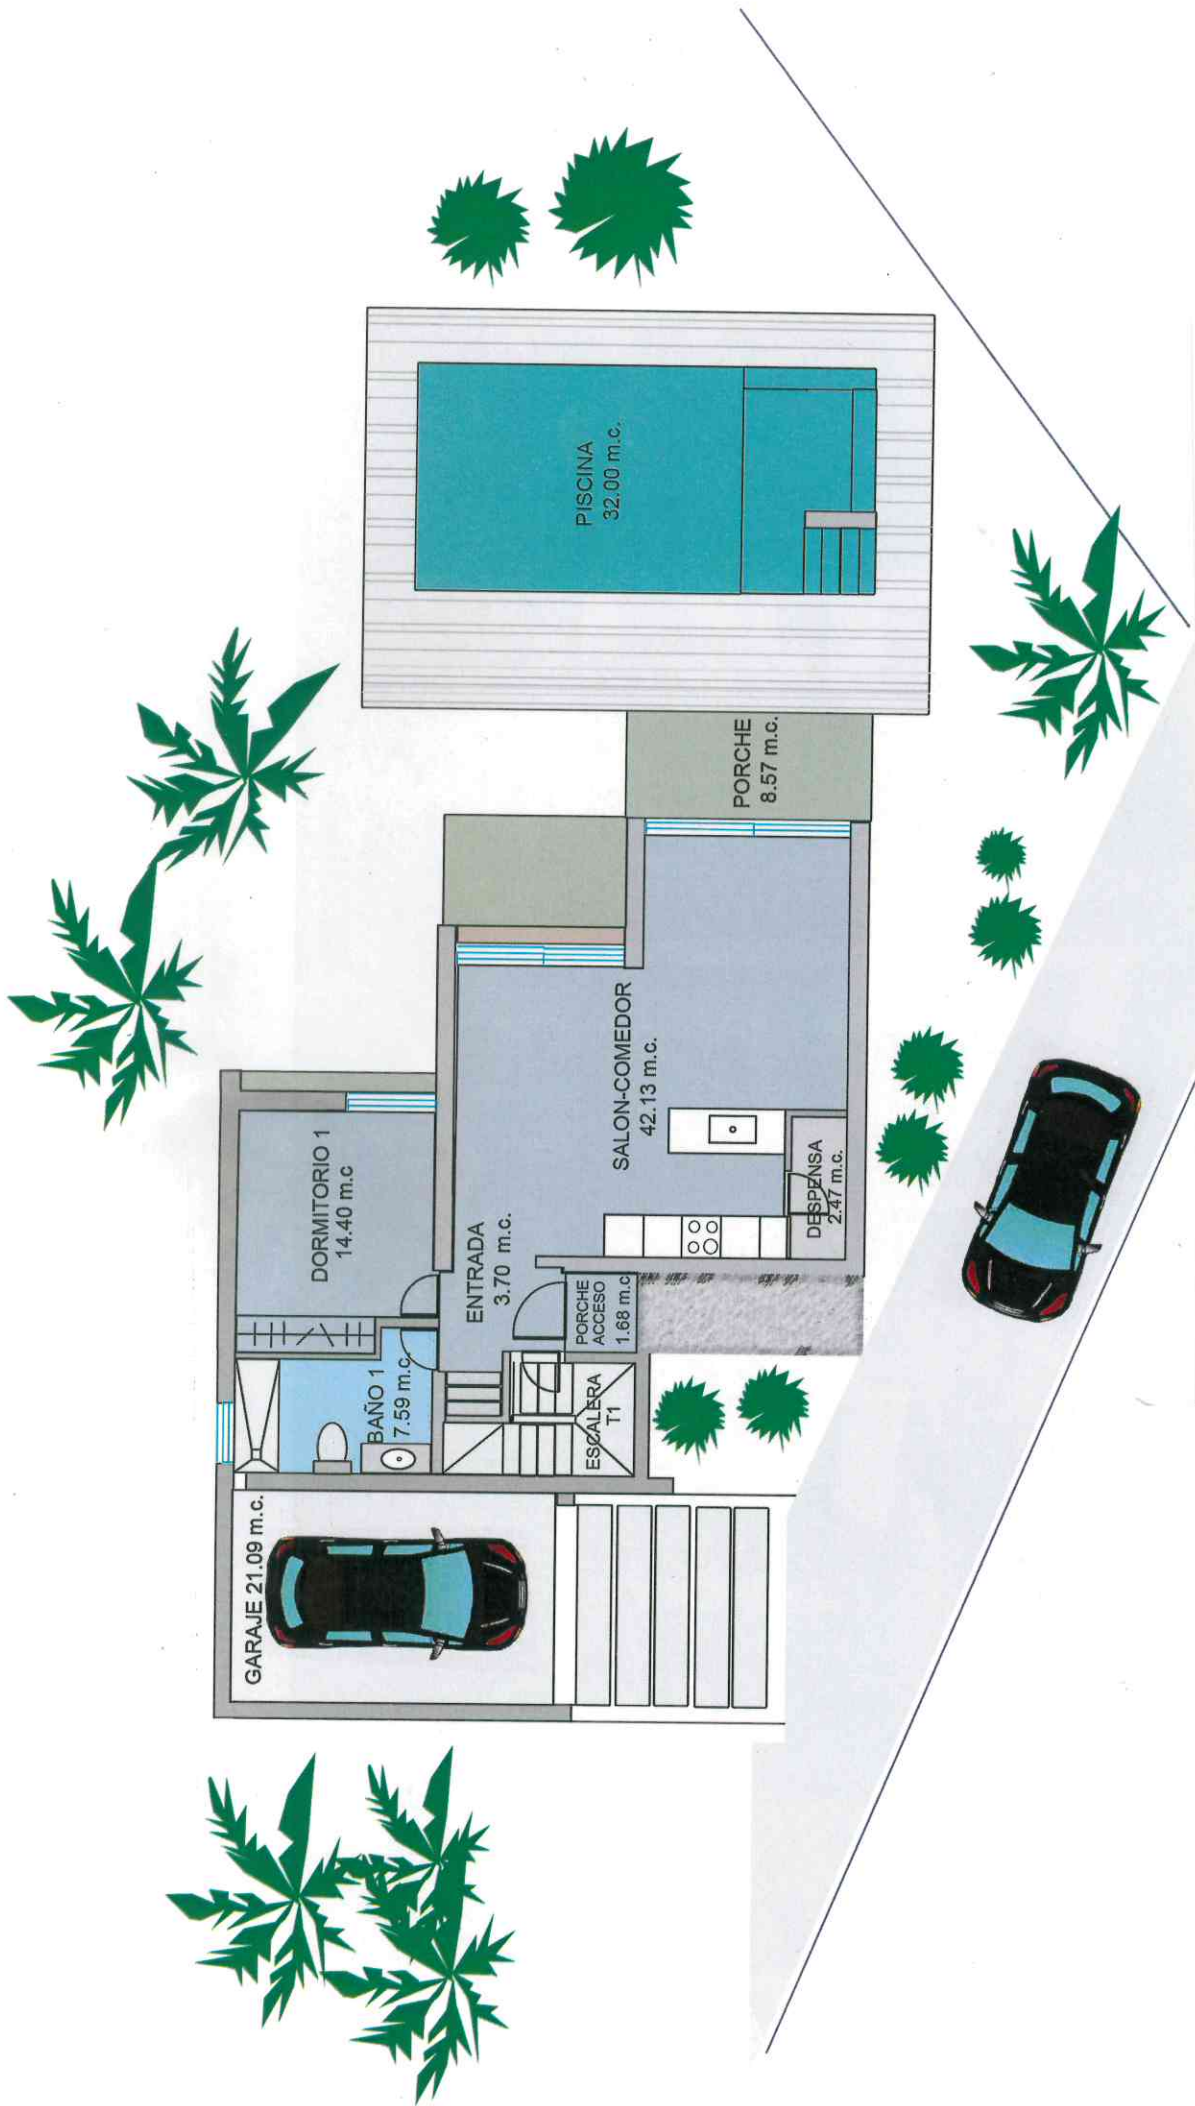 GARAJE 21.09 m.c.
BAÑO 1
7.59 m.c.
DORMITORIO 1
14.40 m.c
ESCALERA
T1
ENTRADA
3.70 m.c.
PORCHE
ACCESO
1.68 m.c
SALON-COMEDOR
42.13 m.c.
DESPENSA
2.47 m.c.
PORCHE
8.57 m.c.
PISCINA
32.00 m.c.